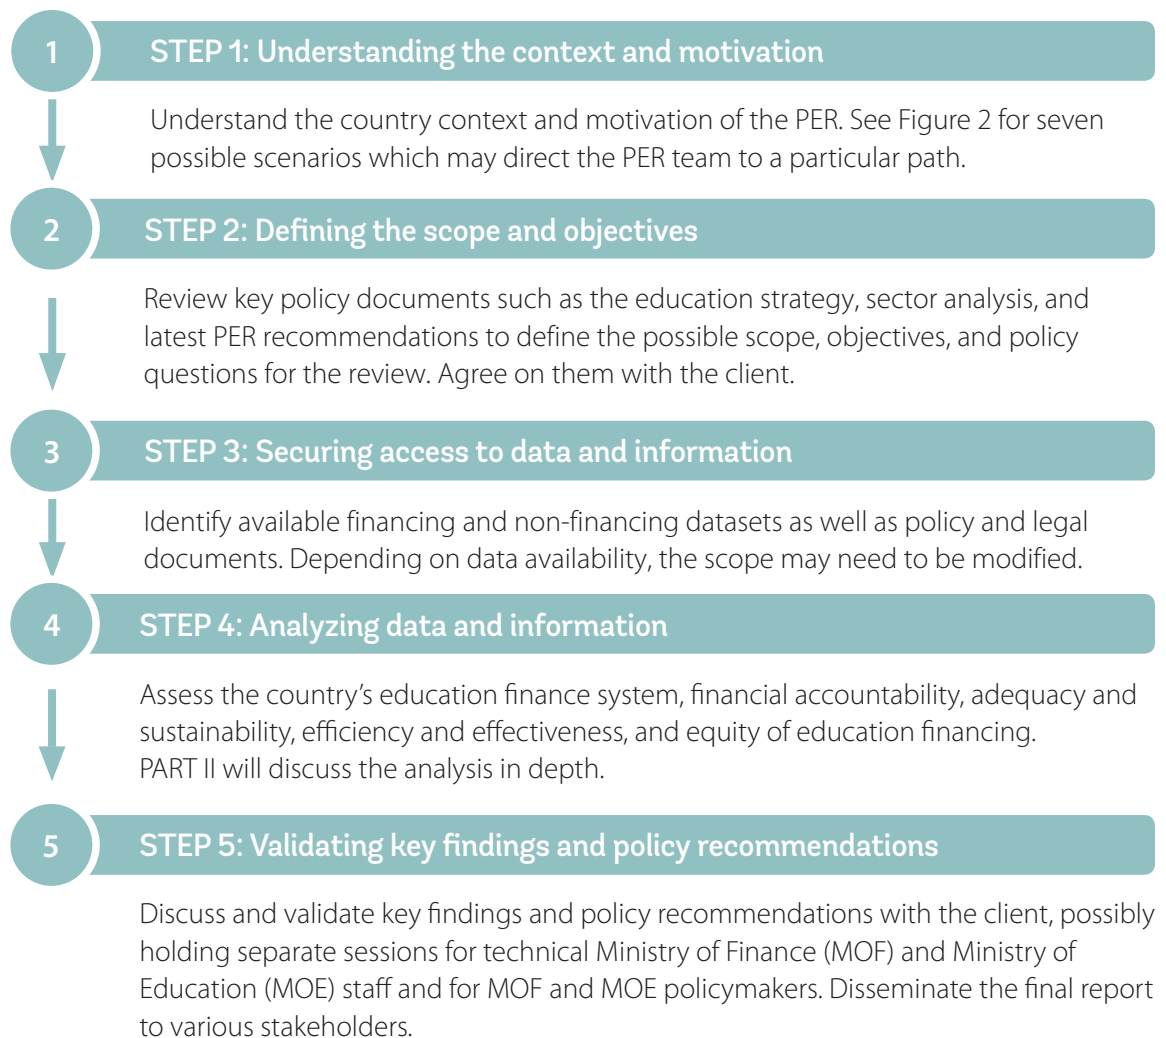 1
STEP 1: Understanding the context and motivation
Understand the country context and motivation of the PER. See Figure 2 for seven
possible scenarios which may direct the PER team to a particular path.
2
STEP 2: Defining the scope and objectives
Review key policy documents such as the education strategy, sector analysis, and
latest PER recommendations to define the possible scope, objectives, and policy
questions for the review. Agree on them with the client.
3
STEP 3: Securing access to data and information
Identify available financing and non-financing datasets as well as policy and legal
documents. Depending on data availability, the scope may need to be modified.
4
STEP 4: Analyzing data and information
Assess the country’s education finance system, financial accountability, adequacy and
sustainability, efficiency and effectiveness, and equity of education financing.
PART II will discuss the analysis in depth.
5
STEP 5: Validating key findings and policy recommendations
Discuss and validate key findings and policy recommendations with the client, possibly
holding separate sessions for technical Ministry of Finance (MOF) and Ministry of
Education (MOE) staff and for MOF and MOE policymakers. Disseminate the final report
to various stakeholders.